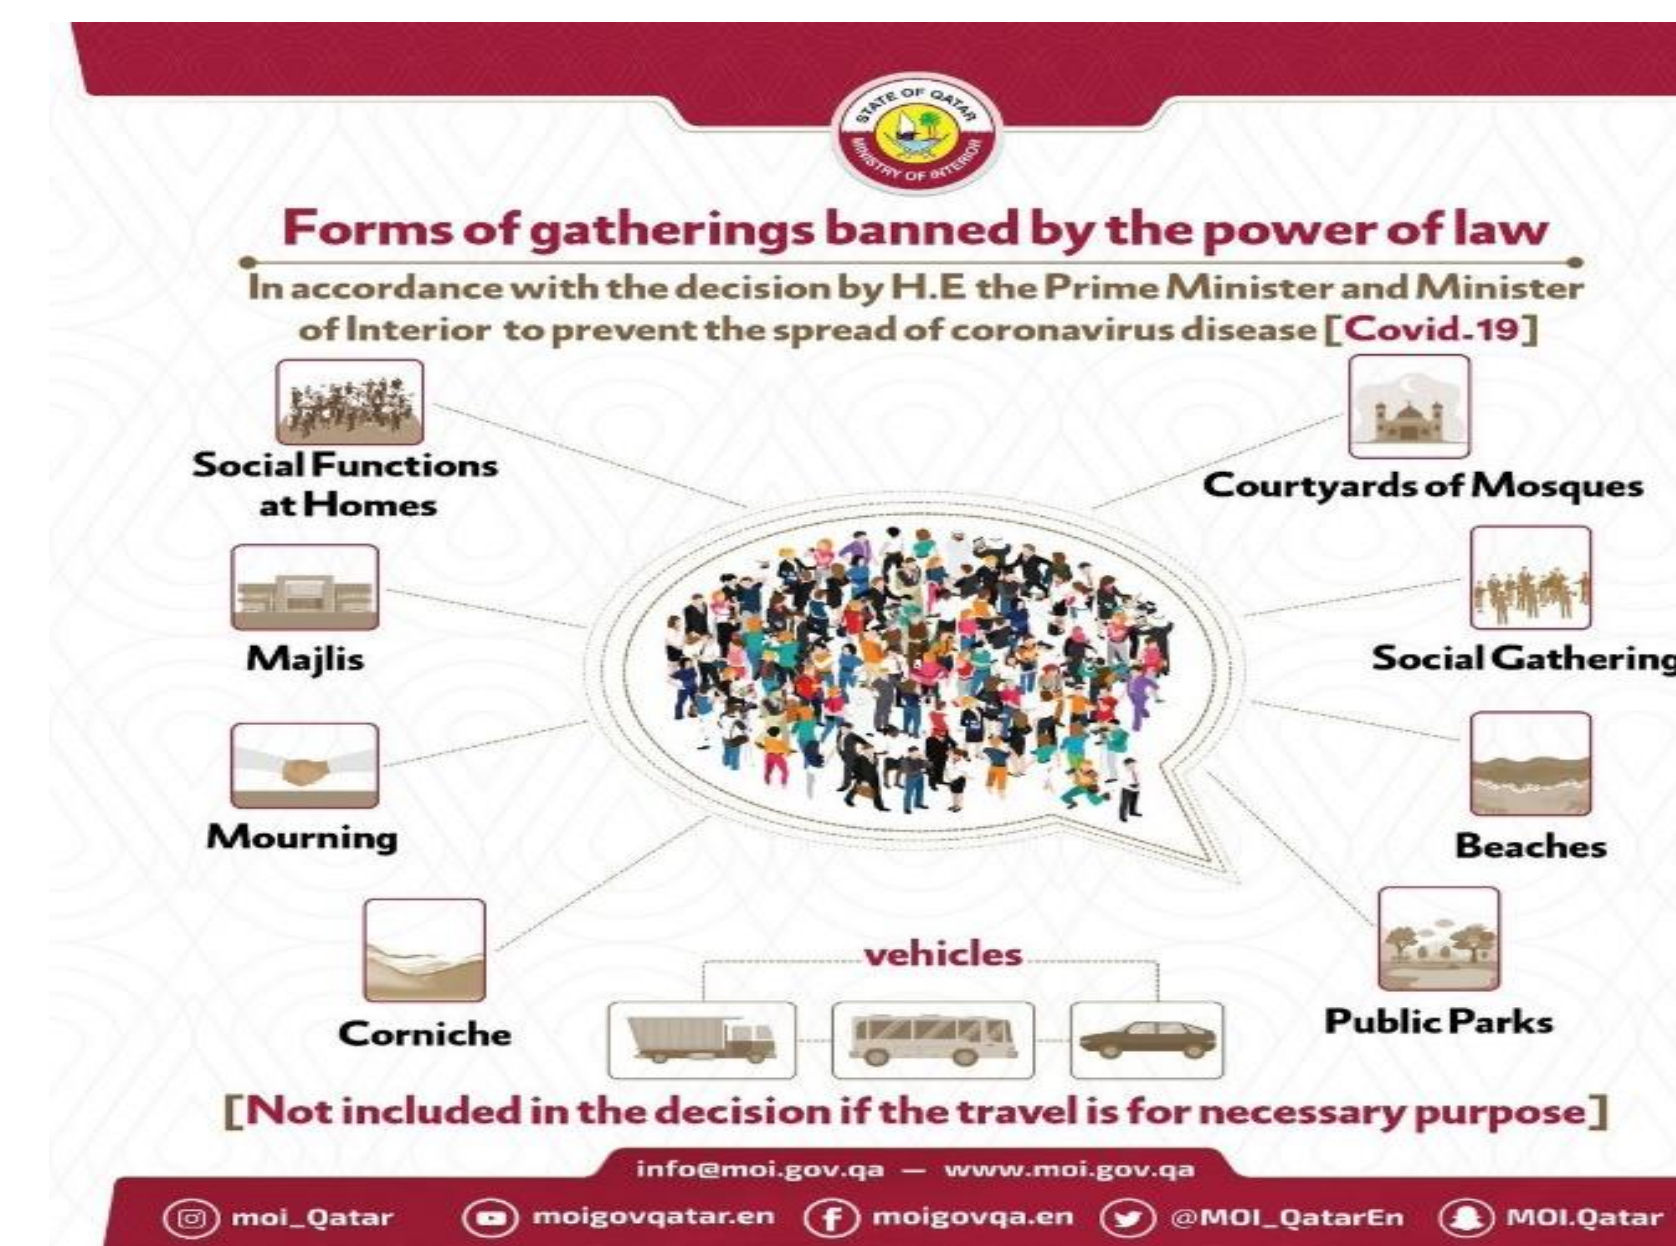 STATE OF QATAR
MINISTRY OF INTERIOR
Forms of gatherings banned by the power of law
In accordance with the decision by H.E the Prime Minister and Minister
of Interior to prevent the spread of coronavirus disease [Covid-19]
Social Functions
at Homes
Majlis
Mourning
Corniche
Courtyards of Mosques
Social Gathering
Beaches
Public Parks
vehicles
[Not included in the decision if the travel is for necessary purpose]
info@moi.gov.qa — www.moi.gov.qa
moi_Qatar
moigovqatar.en
moigovqa.en
@MOI_QatarEn
MOI.Qatar